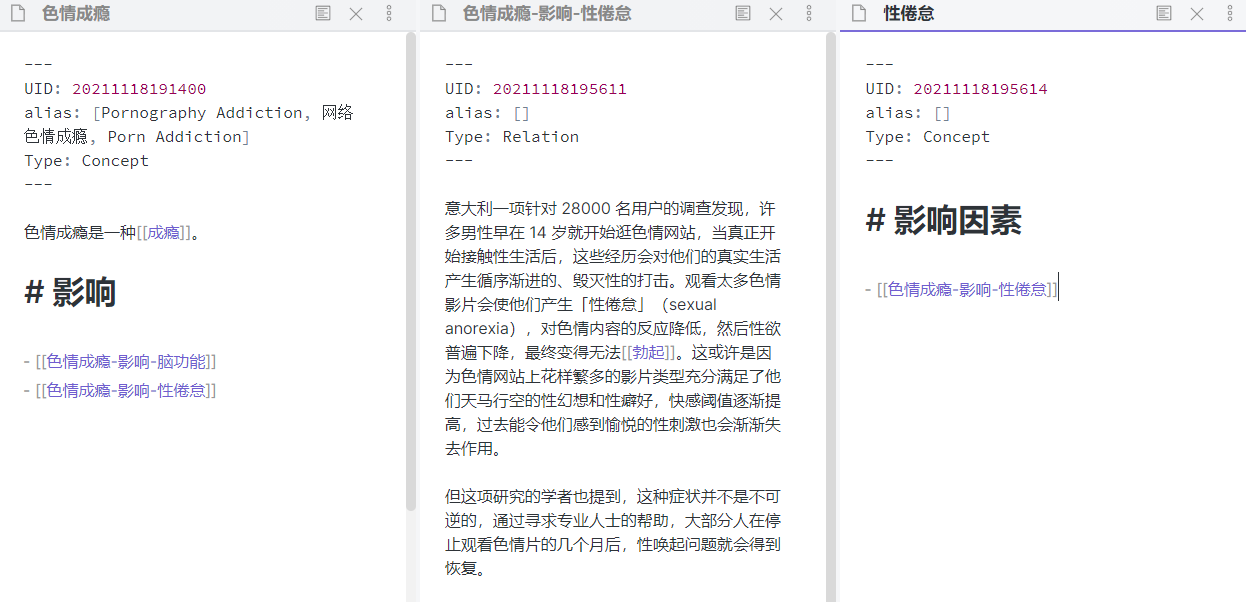 色情成瘾
---
UID: 20211118191400
alias: [Pornography Addiction, 网络
色情成瘾, Porn Addiction]
Type: Concept
---
色情成瘾是一种[[成瘾]]。
# 影响
- [[色情成瘾-影响-脑功能]]
- [[色情成瘾-影响-性倦怠]]
色情成瘾-影响-性倦怠
---
UID: 20211118195611
alias: []
Type: Relation
---
意大利一项针对 28000 名用户的调查发现，许
多男性早在 14 岁就开始逛色情网站，当真正开
始接触性生活后，这些经历会对他们的真实生活
产生循序渐进的、毁灭性的打击。观看太多色情
影片会使他们产生「性倦怠」（sexual
anorexia），对色情内容的反应降低，然后性欲
普遍下降，最终变得无法[[勃起]]。这或许是因
为色情网站上花样繁多的影片类型充分满足了他
们天马行空的性幻想和性癖好，快感阈值逐渐提
高，过去能令他们感到愉悦的性刺激也会渐渐失
去作用。
但这项研究的学者也提到，这种症状并不是不可
逆的，通过寻求专业人士的帮助，大部分人在停
止观看色情片的几个月后，性唤起问题就会得到
恢复。
性倦怠
---
UID: 20211118195614
alias: []
Type: Concept
---
# 影响因素
- [[色情成瘾-影响-性倦怠]]